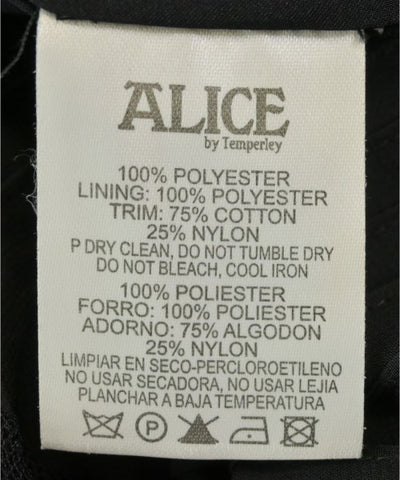 ALICE
by Temperley
100% POLYESTER
LINING: 100% POLYESTER
TRIM: 75% COTTON
25% NYLON
P DRY CLEAN, DO NOT TUMBLE DRY
DO NOT BLEACH, COOL IRON
100% POLIESTER
FORRO: 100% POLIESTER
ADORNO: 75% ALGODON
25% NYLON
LIMPIAR EN SECO-PERCLOROETILENO
NO USAR SECADORA, NO USAR LEJIA
PLANCHAR A BAJA TEMPERATURA
P